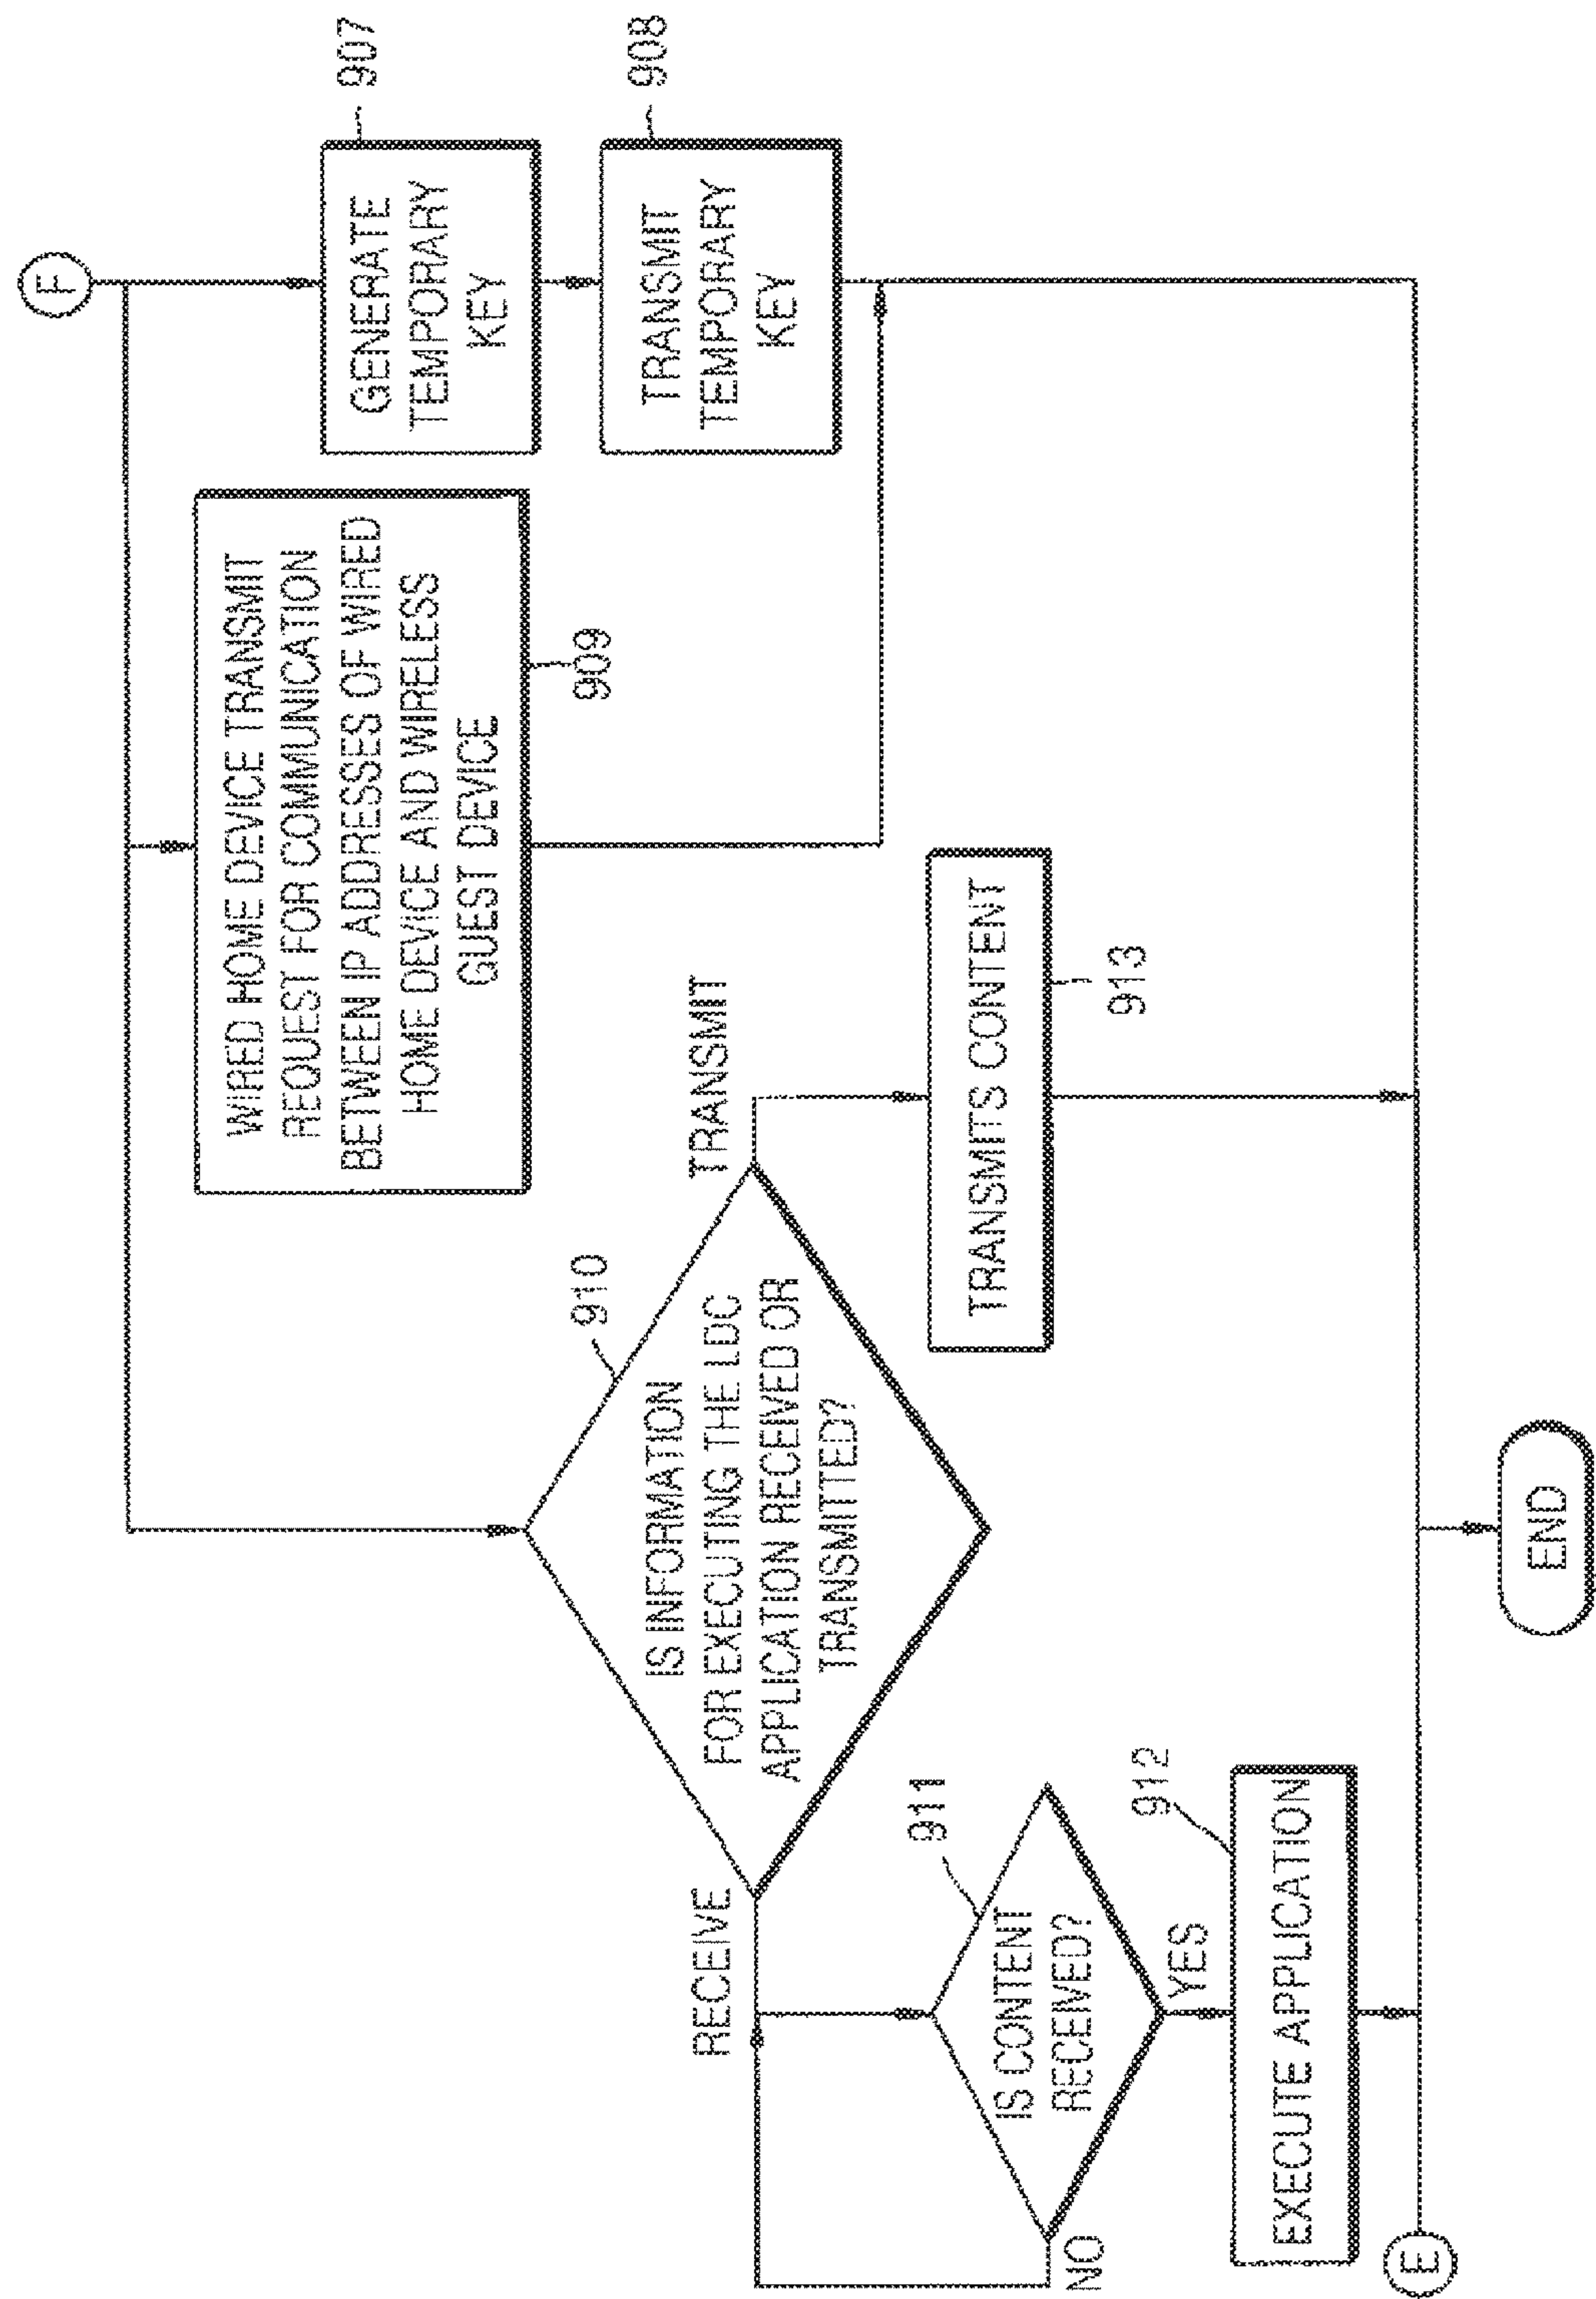 F
GENERATE
TEMPORARY
KEY
907
TRANSMIT
TEMPORARY
KEY
908
WIRED HOME DEVICE TRANSMIT
REQUEST FOR COMMUNICATION
BETWEEN IP ADDRESSES OF WIRED
HOME DEVICE AND WIRELESS
GUEST DEVICE
909
910
IS INFORMATION
FOR EXECUTING THE LDC
APPLICATION RECEIVED OR
TRANSMITTED?
RECEIVE
TRANSMIT
911
IS CONTENT
RECEIVED?
NO
YES
912
EXECUTE APPLICATION
TRANSMITS CONTENT
913
E
END